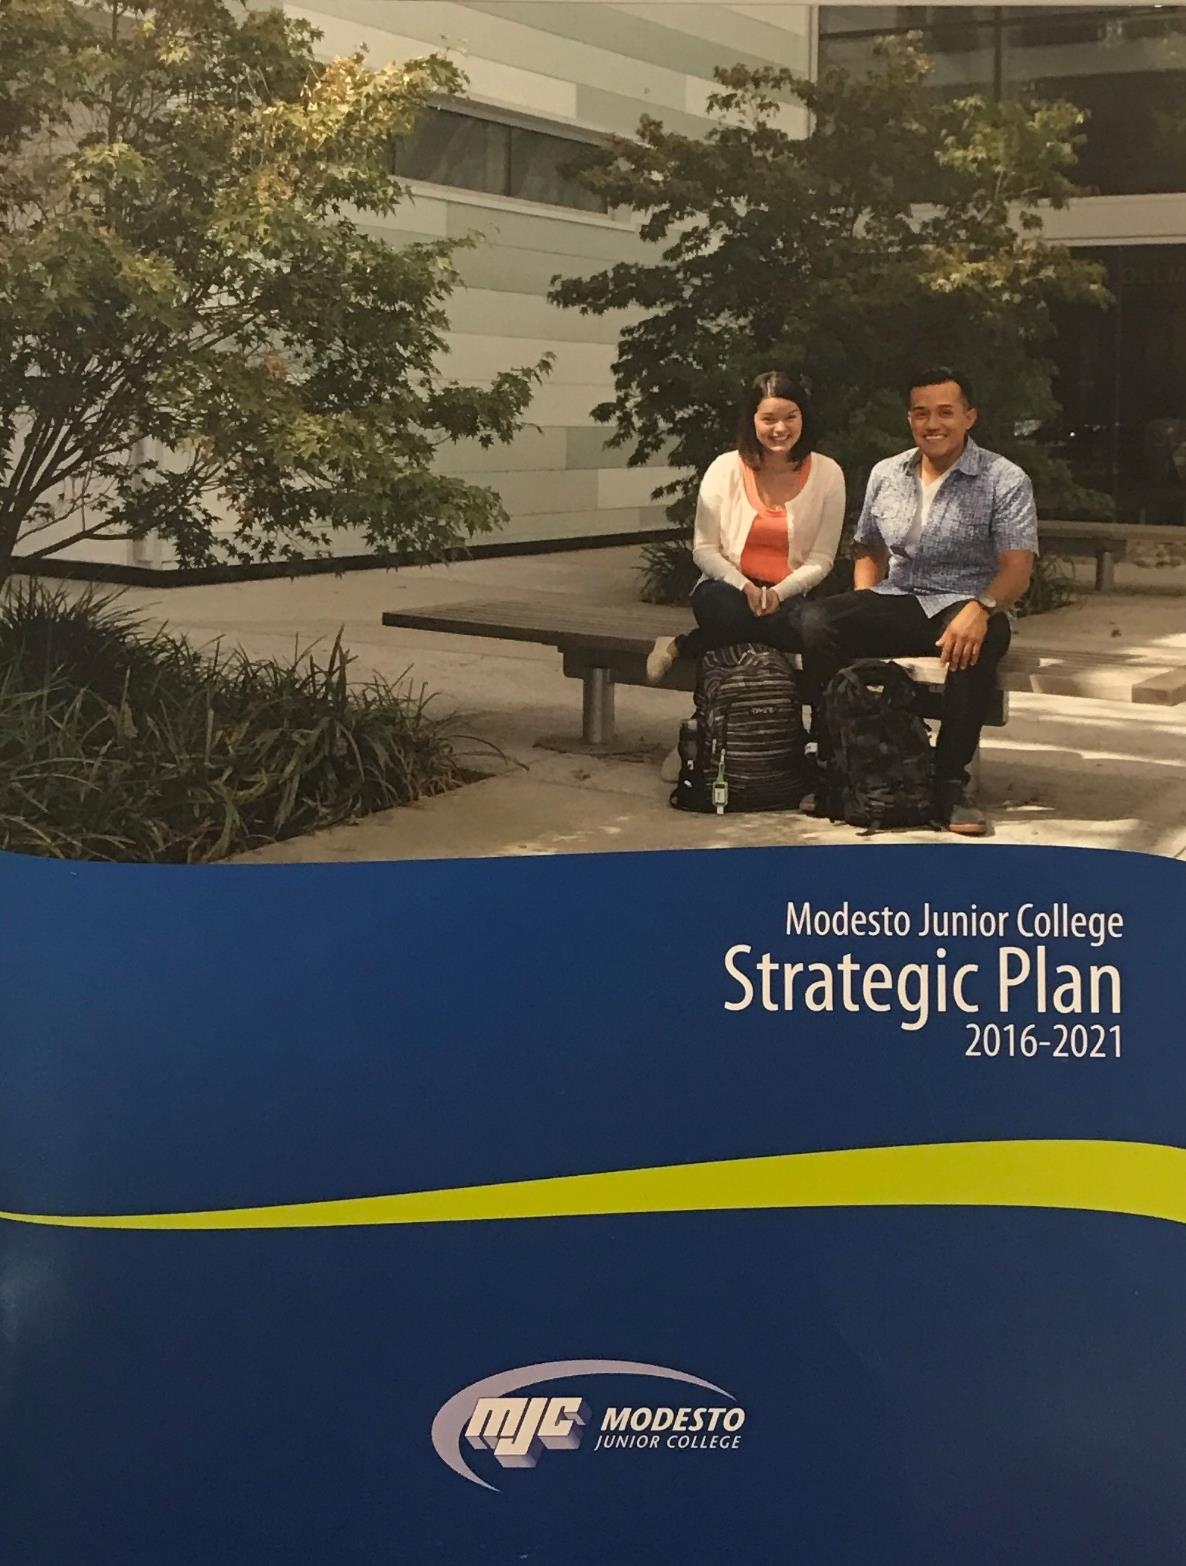 Modesto Junior College
Strategic Plan
2016-2021
MJC MODESTO
JUNIOR COLLEGE